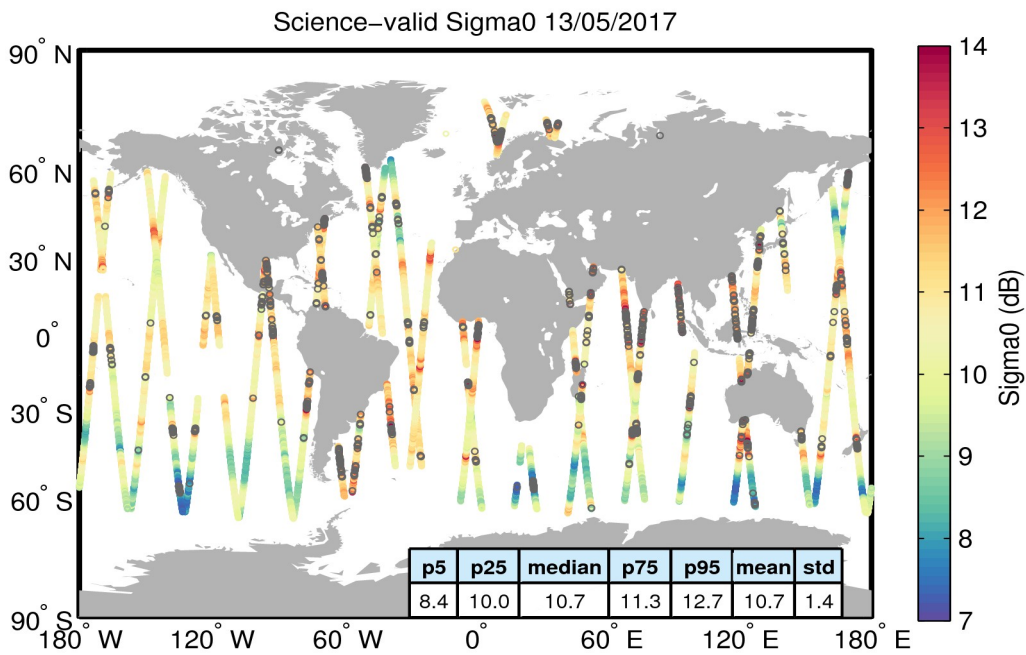 Science−valid Sigma0 13/05/2017
90° N
60° N
30° N
0°
30° S
60° S
90° S
180° W
120° W
60° W
0°
60° E
120° E
180° E
14
13
12
11
10
9
8
7
Sigma0 (dB)
p5 p25 median p75 p95 mean std
8.4 10.0 10.7 11.3 12.7 10.7 1.4